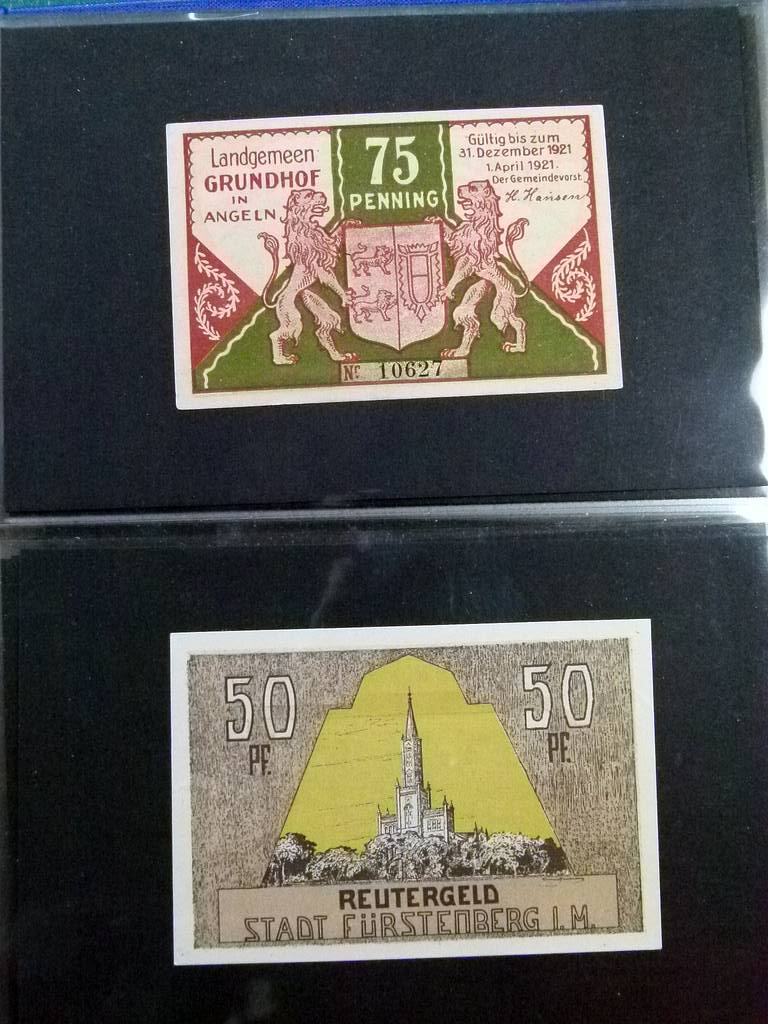 Landgemeen
GRUNDHOF
IN
ANGELN
75
PENNING
Gültig bis zum
31. Dezember 1921
1. April 1921.
Der Gemeindevorst.
H. Hansen
Nº 10627
50
PF.
50
PF.
REUTERGELD
STADT FÜRSTENBERG I.M.